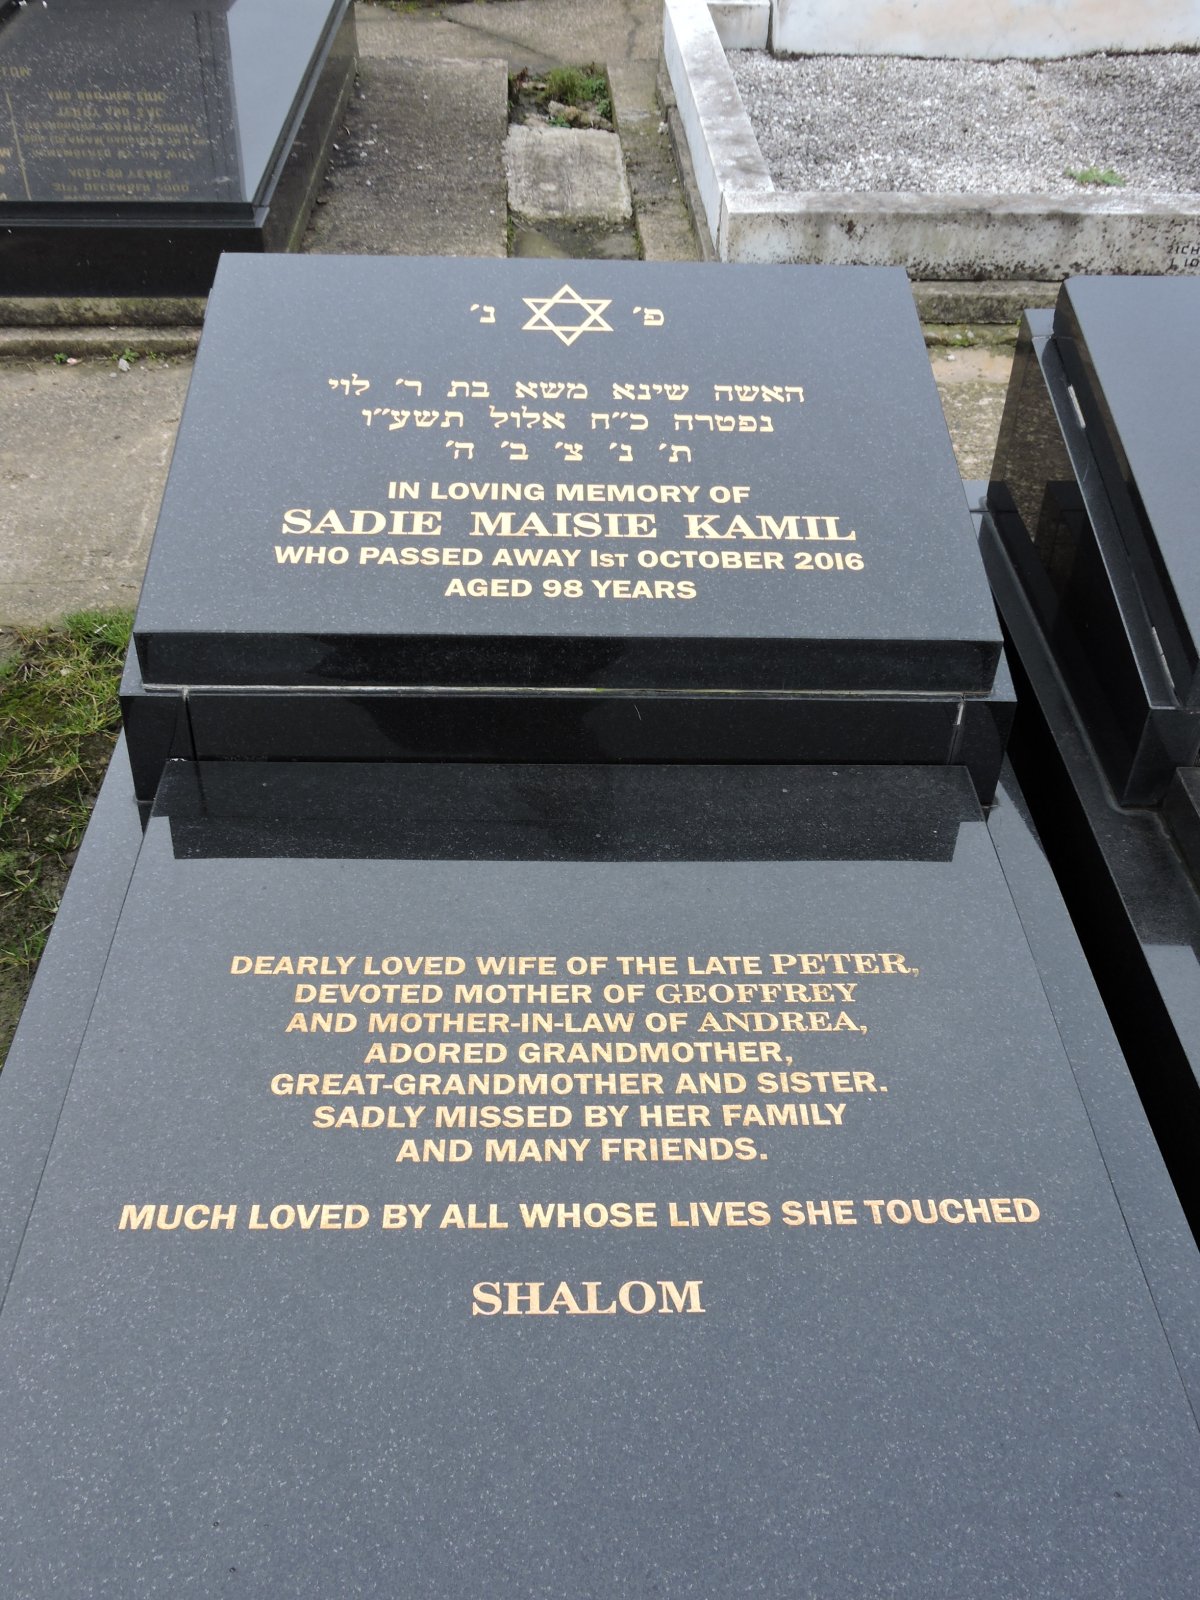 פ׳ נ׳
האשה שינא משא בת ר׳ לוי
נפטרה כ״ח אלול תשע״ו
ת׳ נ׳ צ׳ ב׳ ה׳
IN LOVING MEMORY OF
SADIE MAISIE KAMIL
WHO PASSED AWAY 1ST OCTOBER 2016
AGED 98 YEARS
DEARLY LOVED WIFE OF THE LATE PETER,
DEVOTED MOTHER OF GEOFFREY
AND MOTHER-IN-LAW OF ANDREA,
ADORED GRANDMOTHER,
GREAT-GRANDMOTHER AND SISTER.
SADLY MISSED BY HER FAMILY
AND MANY FRIENDS.
MUCH LOVED BY ALL WHOSE LIVES SHE TOUCHED
SHALOM